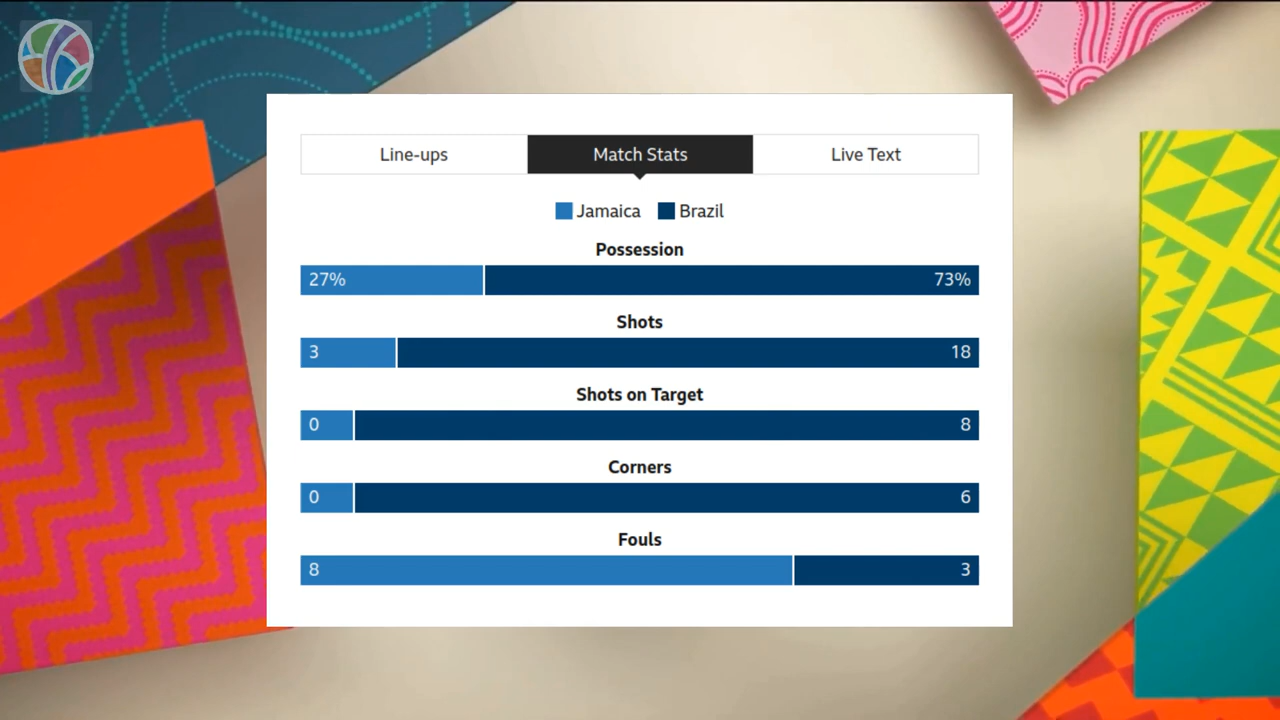 Line-ups Match Stats Live Text
Jamaica Brazil
Possession
27% 73%
Shots
3 18
Shots on Target
0 8
Corners
0 6
Fouls
8 3